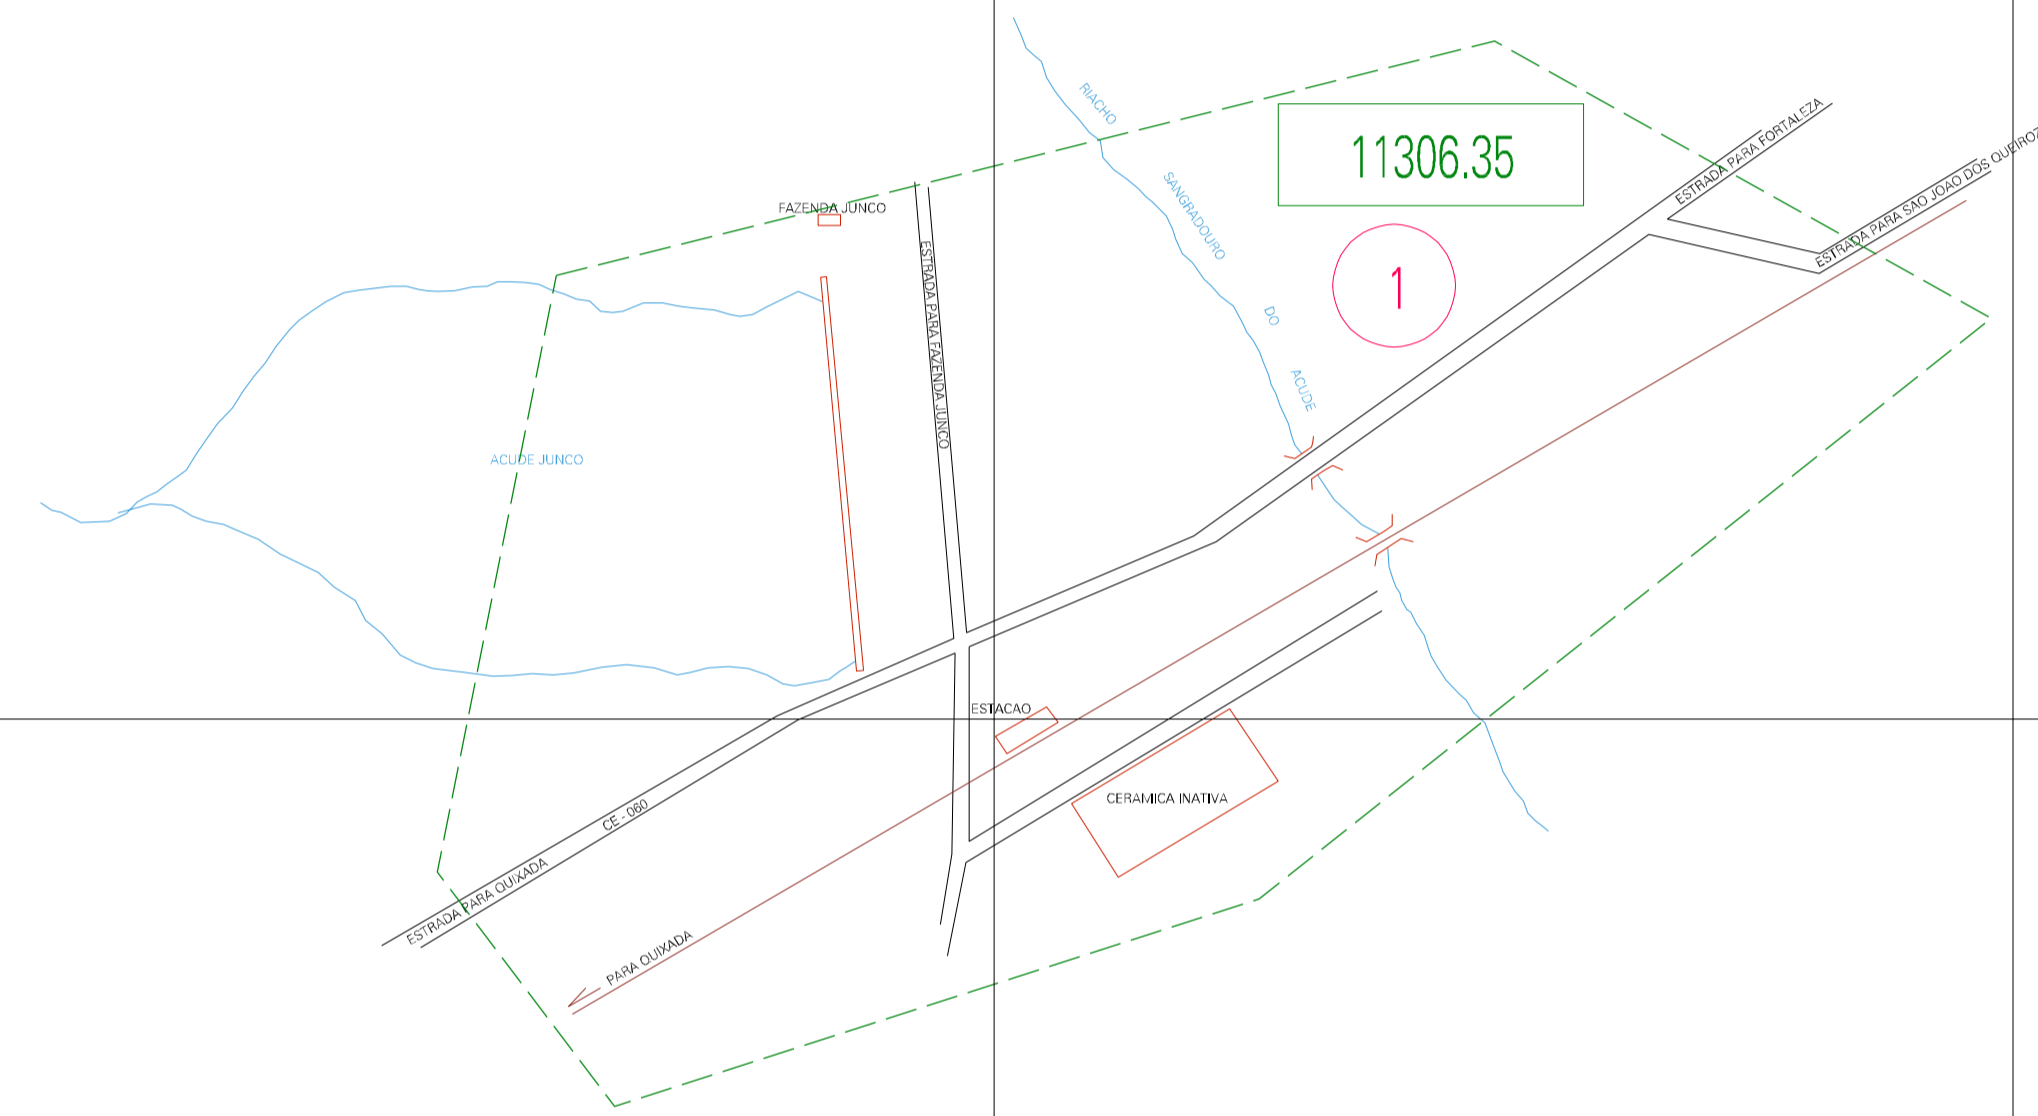 RIACHO
SANGRADOURO
DO
ACUDE
11306.35
1
ESTRADA PARA FORTALEZA
ESTRADA PARA SAO JOAO DOS QUEIROZ
FAZENDA JUNCO
ESTRADA PARA FAZENDA JUNCO
ACUDE JUNCO
ESTACAO
CERAMICA INATIVA
CE - 060
ESTRADA PARA QUIXADA
PARA QUIXADA